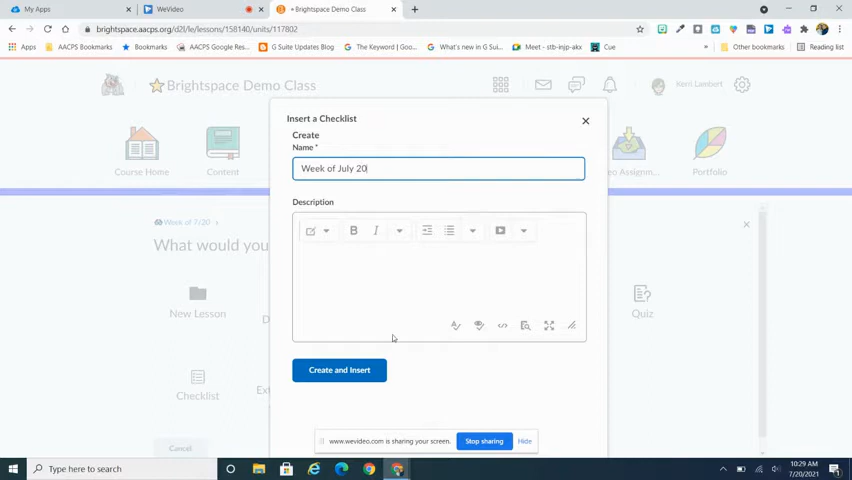 My Apps
WeVideo
* Brightspace Demo Class
brightspace.aacps.org/d2l/le/lessons/158140/units/117802
Apps
AACPS Bookmarks
Bookmarks
AACPS Google Res...
G Suite Updates Blog
The Keyword | Goo...
What's new in G Sui...
Meet - stb-injp-akx
Cue
»
Other bookmarks
Reading list
Brightspace Demo Class
Kerri Lambert
Insert a Checklist
Create
Name *
Week of July 20
Course Home
Content
eo Assignm...
Portfolio
Description
Week of 7/20
What would you
B I
New Lesson
D
Quiz
Create and Insert
Checklist
Ext
www.wevideo.com is sharing your screen.
Stop sharing
Hide
Cancel
Type here to search
10:29 AM
7/20/2021